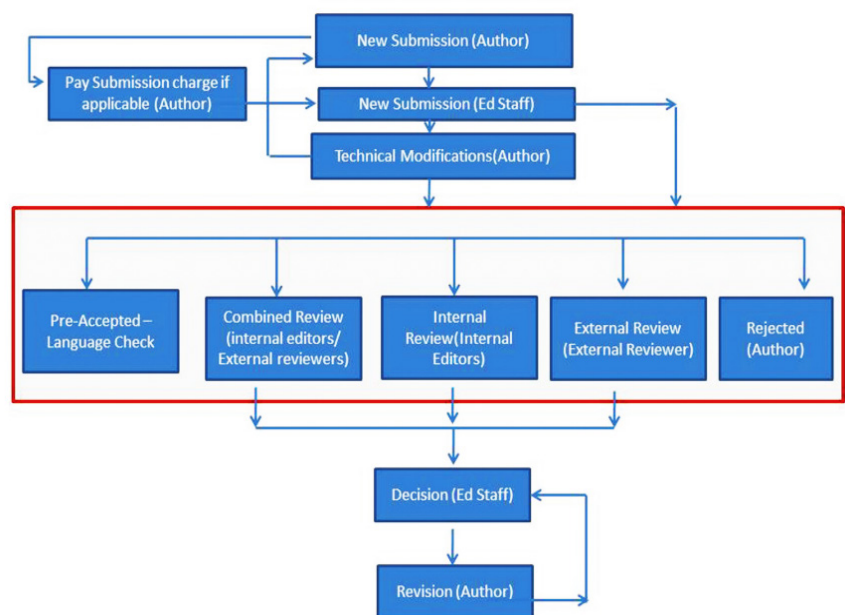 New Submission (Author)
Pay Submission charge if
applicable (Author)
New Submission (Ed Staff)
Technical Modifications(Author)
Pre-Accepted –
Language Check
Combined Review
(internal editors/
External reviewers)
Internal
Review(Internal
Editors)
External Review
(External Reviewer)
Rejected
(Author)
Decision (Ed Staff)
Revision (Author)